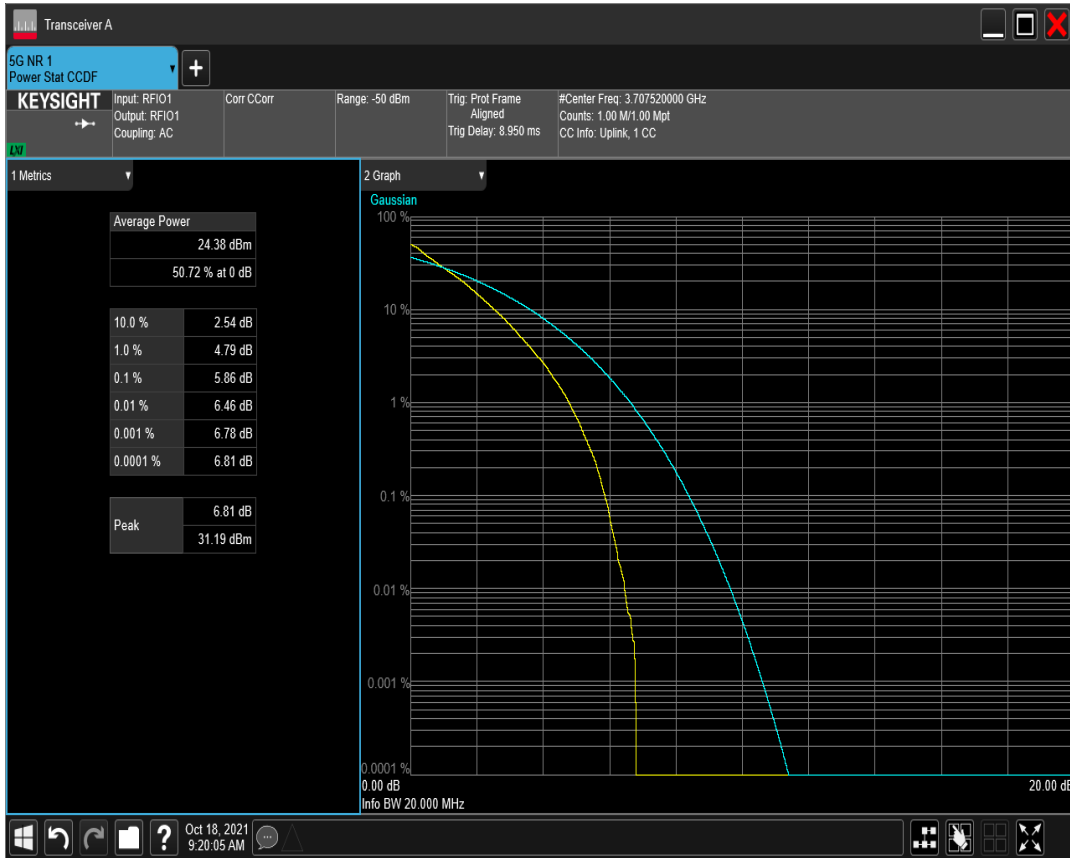 Transceiver A
5G NR 1
Power Stat CCDF
KEYSIGHT
LXI
Input: RFIO1
Output: RFIO1
Coupling: AC
Corr CCorr
Range: -50 dBm
Trig: Prot Frame
Aligned
Trig Delay: 8.950 ms
#Center Freq: 3.707520000 GHz
Counts: 1.00 M/1.00 Mpt
CC Info: Uplink, 1 CC
1 Metrics
Average Power
24.38 dBm
50.72 % at 0 dB
10.0 % 2.54 dB
1.0 % 4.79 dB
0.1 % 5.86 dB
0.01 % 6.46 dB
0.001 % 6.78 dB
0.0001 % 6.81 dB
Peak
6.81 dB
31.19 dBm
2 Graph
Gaussian
100 %
10 %
1 %
0.1 %
0.01 %
0.001 %
0.0001 %
0.00 dB 20.00 dB
Info BW 20.000 MHz
Oct 18, 2021
9:20:05 AM